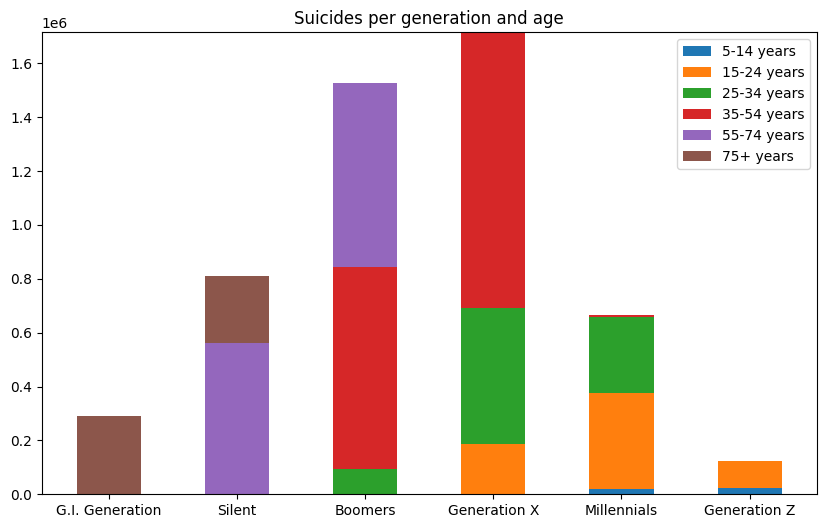 Suicides per generation and age
1e6
1.6
1.4
1.2
1.0
0.8
0.6
0.4
0.2
0.0
5-14 years
15-24 years
25-34 years
35-54 years
55-74 years
75+ years
G.I. Generation
Silent
Boomers
Generation X
Millennials
Generation Z